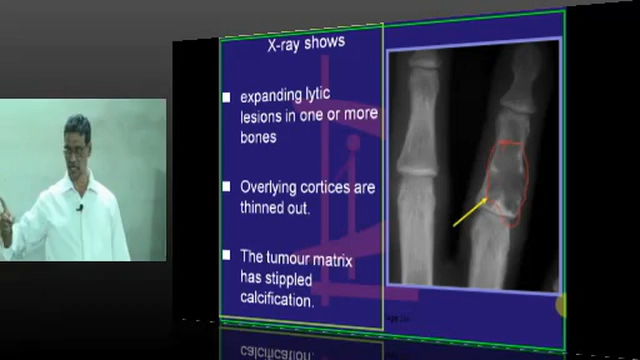 X-ray shows
■ expanding lytic
lesions in one or more
bones
■ Overlying cortices are
thinned out.
■ The tumour matrix
has stippled
calcification.